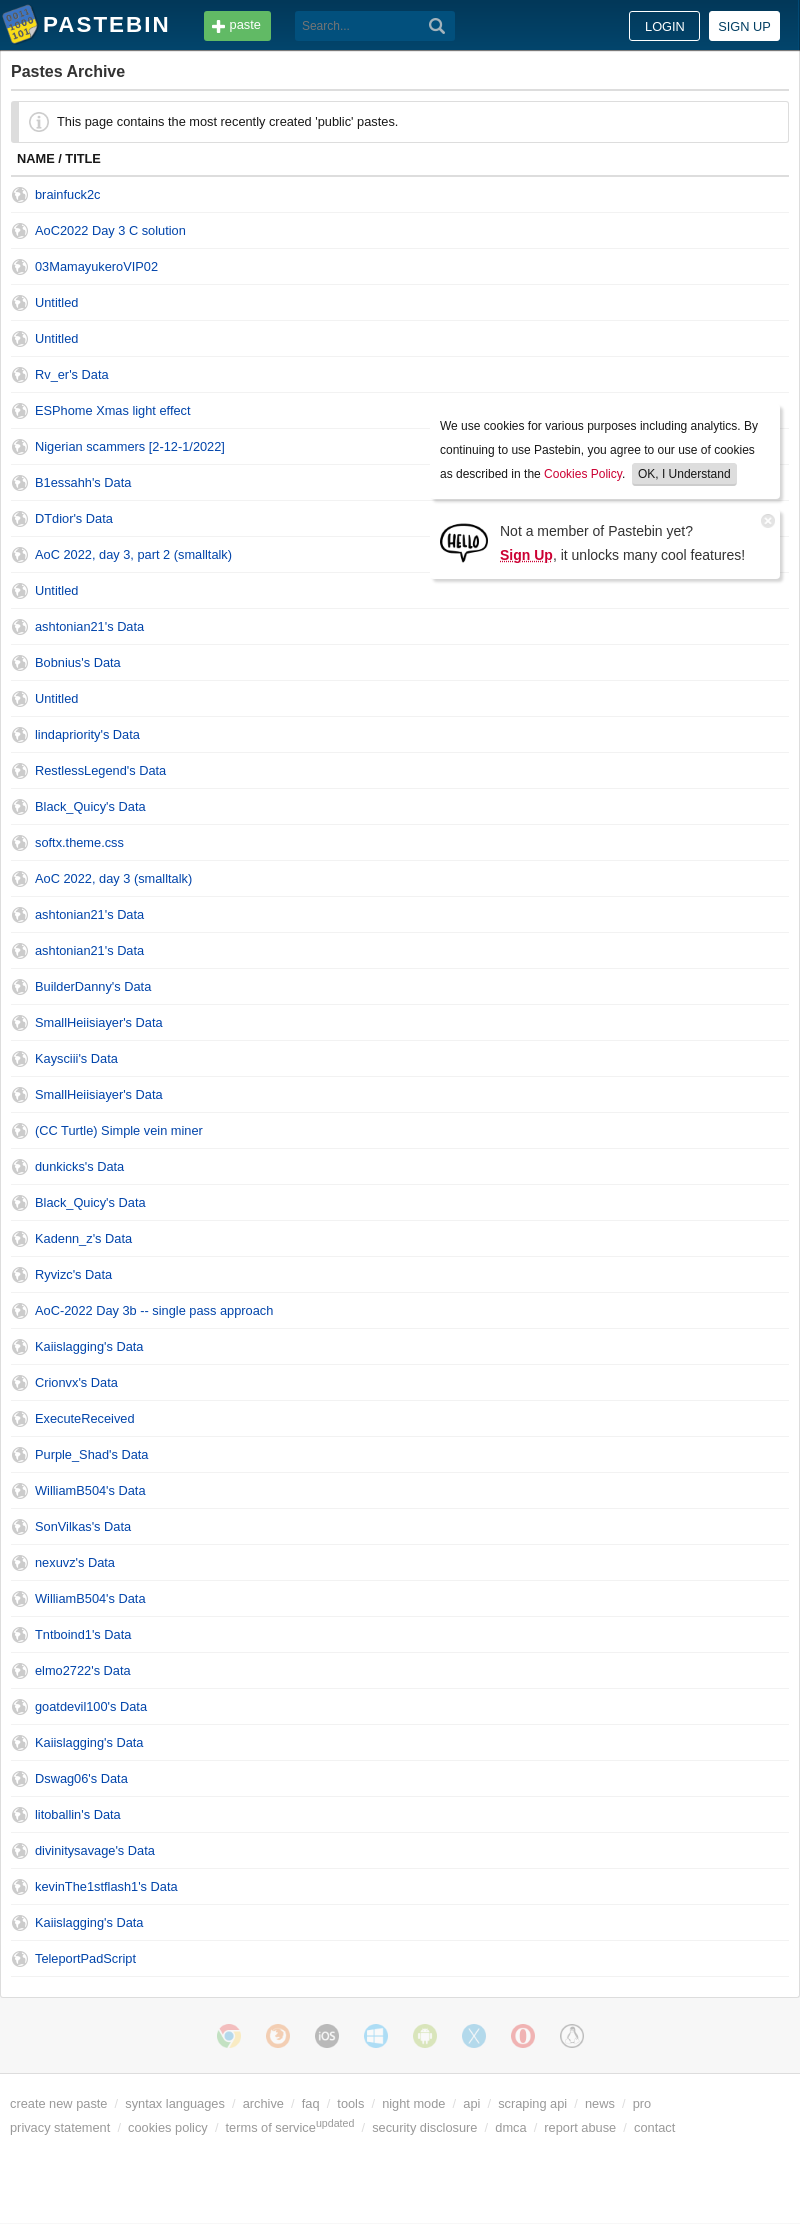 PASTEBIN
paste
Search...
LOGIN
SIGN UP
Pastes Archive
This page contains the most recently created 'public' pastes.
NAME / TITLE
brainfuck2c
AoC2022 Day 3 C solution
03MamayukeroVIP02
Untitled
Untitled
Rv_er's Data
ESPhome Xmas light effect
Nigerian scammers [2-12-1/2022]
B1essahh's Data
DTdior's Data
AoC 2022, day 3, part 2 (smalltalk)
We use cookies for various purposes including analytics. By
continuing to use Pastebin, you agree to our use of cookies
as described in the Cookies Policy. OK, I Understand
HELLO
Not a member of Pastebin yet?
Sign Up, it unlocks many cool features!
Untitled
ashtonian21's Data
Bobnius's Data
Untitled
lindapriority's Data
RestlessLegend's Data
Black_Quicy's Data
softx.theme.css
AoC 2022, day 3 (smalltalk)
ashtonian21's Data
ashtonian21's Data
BuilderDanny's Data
SmallHeiisiayer's Data
Kaysciii's Data
SmallHeiisiayer's Data
(CC Turtle) Simple vein miner
dunkicks's Data
Black_Quicy's Data
Kadenn_z's Data
Ryvizc's Data
AoC-2022 Day 3b -- single pass approach
Kaiislagging's Data
Crionvx's Data
ExecuteReceived
Purple_Shad's Data
WilliamB504's Data
SonVilkas's Data
nexuvz's Data
WilliamB504's Data
Tntboind1's Data
elmo2722's Data
goatdevil100's Data
Kaiislagging's Data
Dswag06's Data
litoballin's Data
divinitysavage's Data
kevinThe1stflash1's Data
Kaiislagging's Data
TeleportPadScript
iOS
create new paste / syntax languages / archive / faq / tools / night mode / api / scraping api / news / pro
privacy statement / cookies policy / terms of serviceupdated / security disclosure / dmca / report abuse / contact